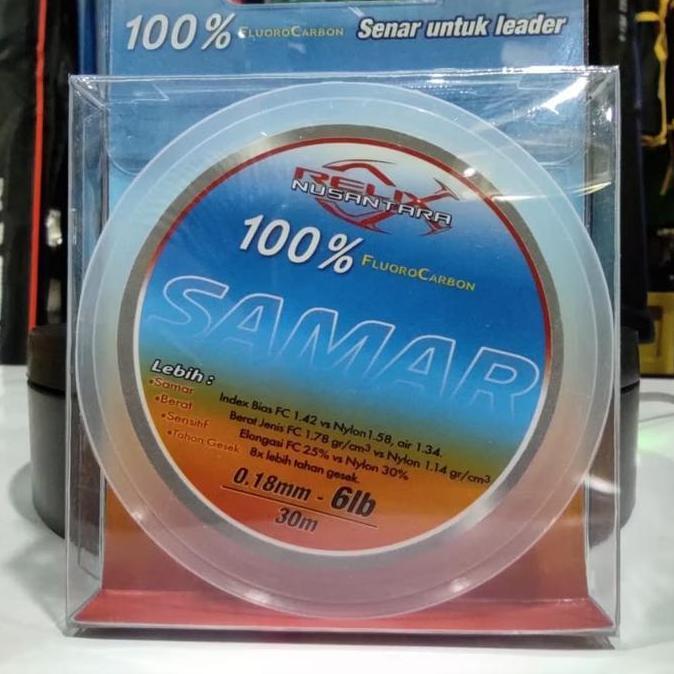 100% FLUOROCARBON Senar untuk leader
RELIX
NUSANTARA
100% FLUOROCARBON
SAMAR
Lebih :
•Samar Index Bias FC 1.42 vs Nylon 1.58, air 1.34.
•Berat Berat Jenis FC 1.78 gr/cm³ vs Nylon 1.14 gr/cm³
•Sensitif Elongasi FC 25% vs Nylon 30%
•Tahan Gesek 8x lebih tahan gesek.
0.18mm - 6lb
30m